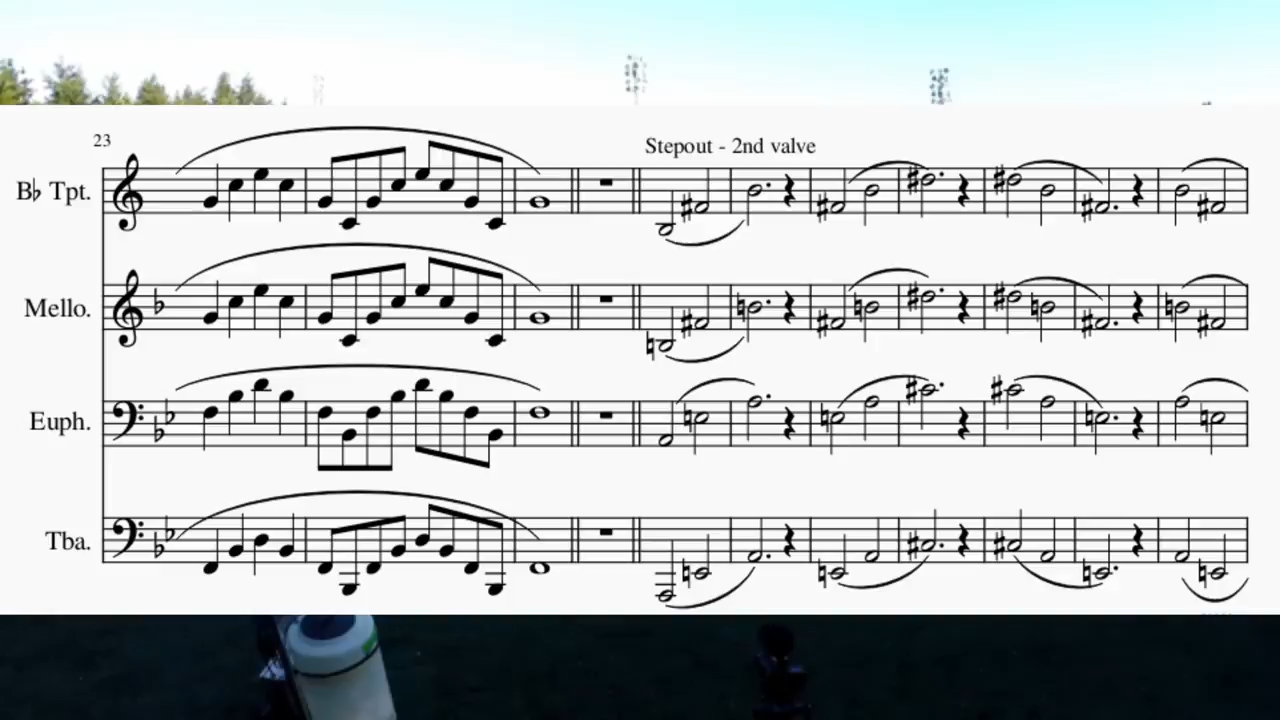 23
Stepout - 2nd valve
B♭ Tpt.
Mello.
Euph.
Tba.